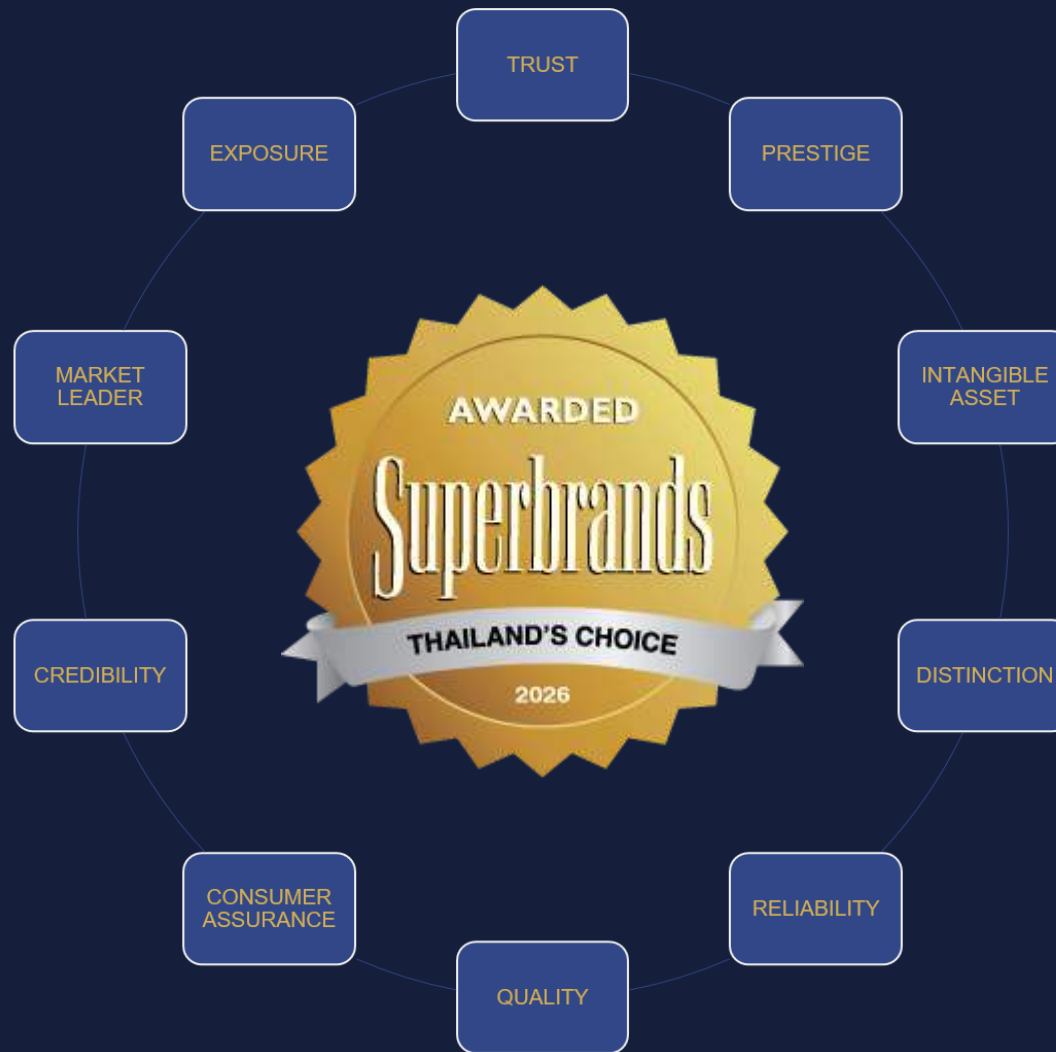 TRUST
EXPOSURE
PRESTIGE
MARKET
LEADER
INTANGIBLE
ASSET
AWARDED
Superbrands
THAILAND'S CHOICE
2026
CREDIBILITY
DISTINCTION
CONSUMER
ASSURANCE
RELIABILITY
QUALITY